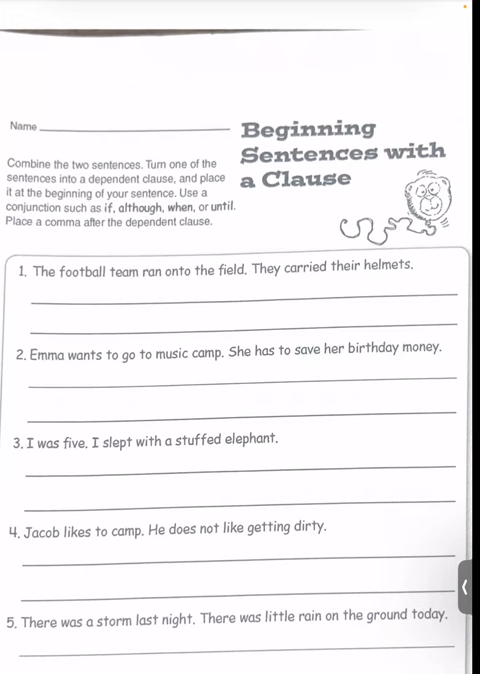 Name
Beginning
Sentences with
a Clause
Combine the two sentences. Turn one of the
sentences into a dependent clause, and place
it at the beginning of your sentence. Use a
conjunction such as if, although, when, or until.
Place a comma after the dependent clause.
1. The football team ran onto the field. They carried their helmets.
2. Emma wants to go to music camp. She has to save her birthday money.
3. I was five. I slept with a stuffed elephant.
4. Jacob likes to camp. He does not like getting dirty.
5. There was a storm last night. There was little rain on the ground today.